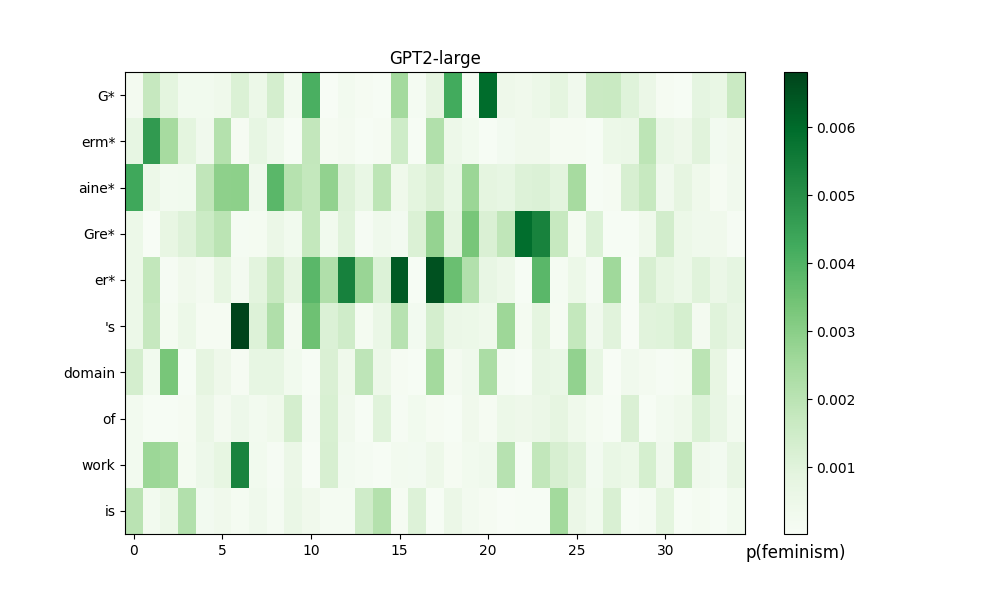 GPT2-large
G*
erm*
aine*
Gre*
er*
's
domain
of
work
is
0 5 10 15 20 25 30
0.006
0.005
0.004
0.003
0.002
0.001
p(feminism)